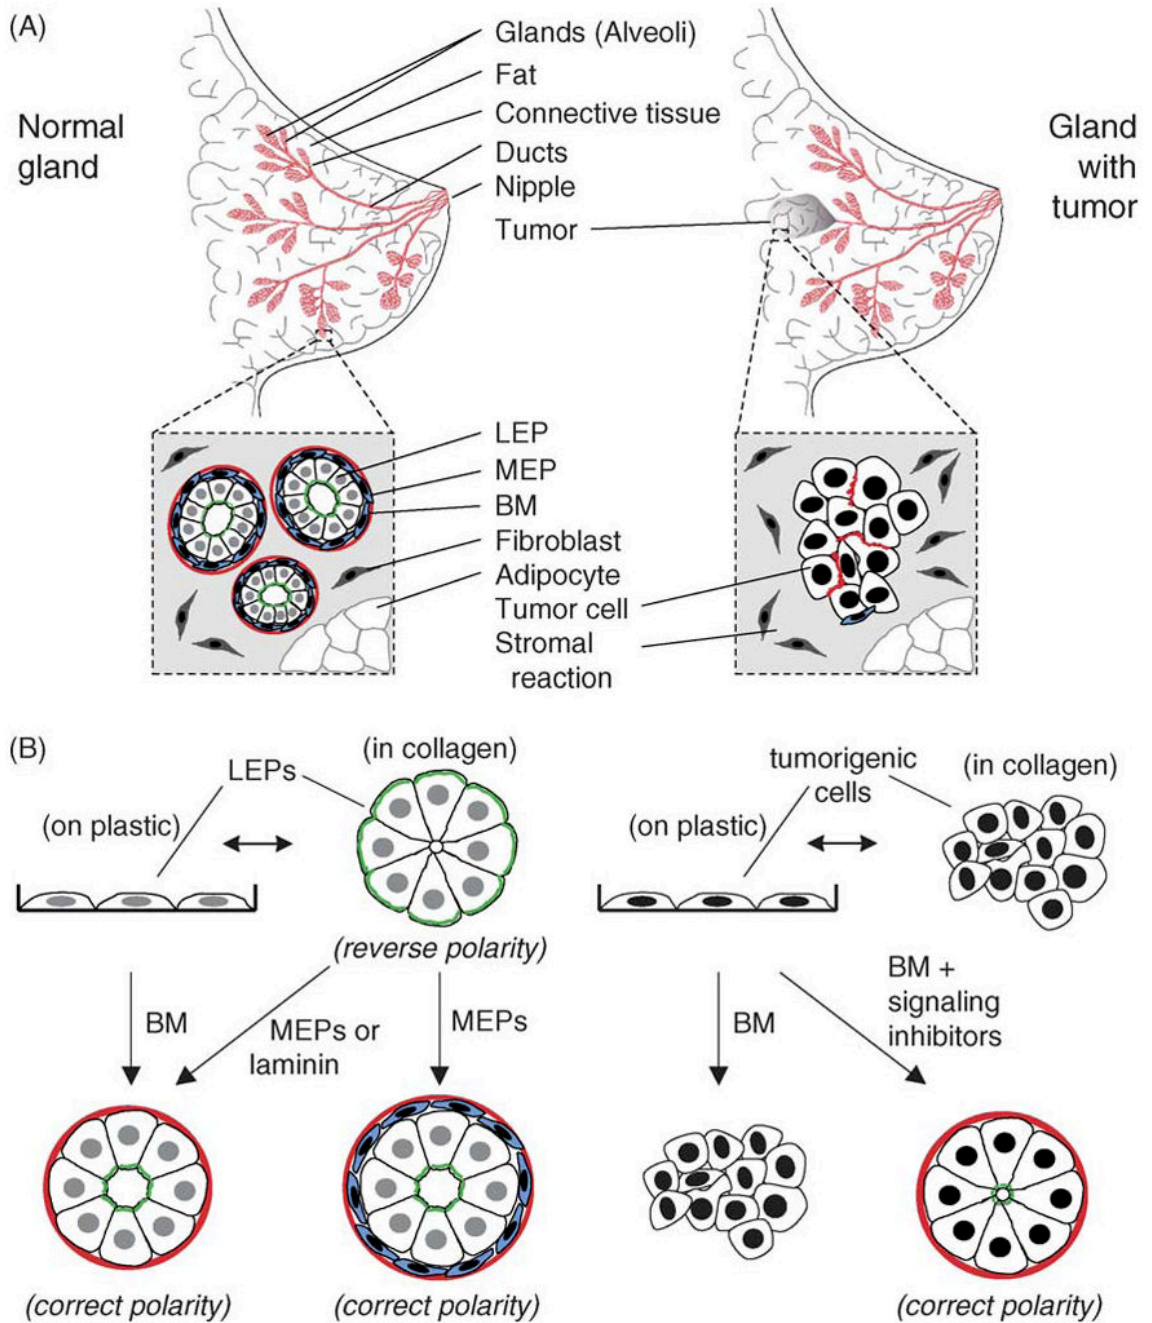 (A)
Normal
gland
Glands (Alveoli)
Fat
Connective tissue
Ducts
Nipple
Tumor
Gland
with
tumor
LEP
MEP
BM
Fibroblast
Adipocyte
Tumor cell
Stromal
reaction
(B)
LEPs
(in collagen)
(on plastic)
(reverse polarity)
BM
MEPs or
laminin
MEPs
(correct polarity)
(correct polarity)
tumorigenic
cells
(in collagen)
(on plastic)
BM
BM +
signaling
inhibitors
(correct polarity)